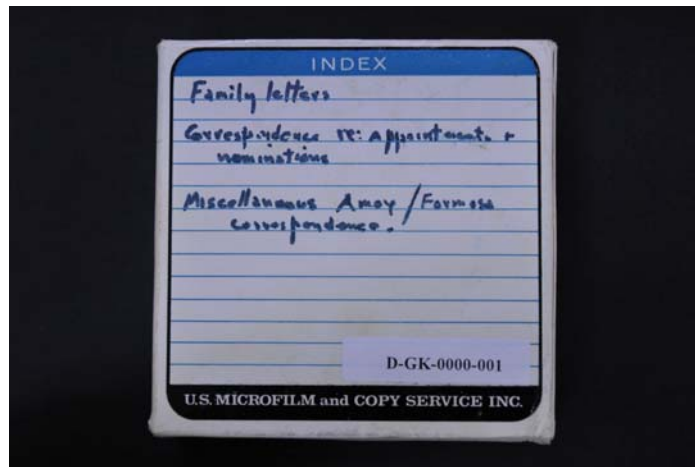 INDEX
Family letters
Correspondence re: Appointments +
nominations
Miscellaneous Amoy / Formosa
correspondence.
D-GK-0000-001
U.S. MICROFILM and COPY SERVICE INC.